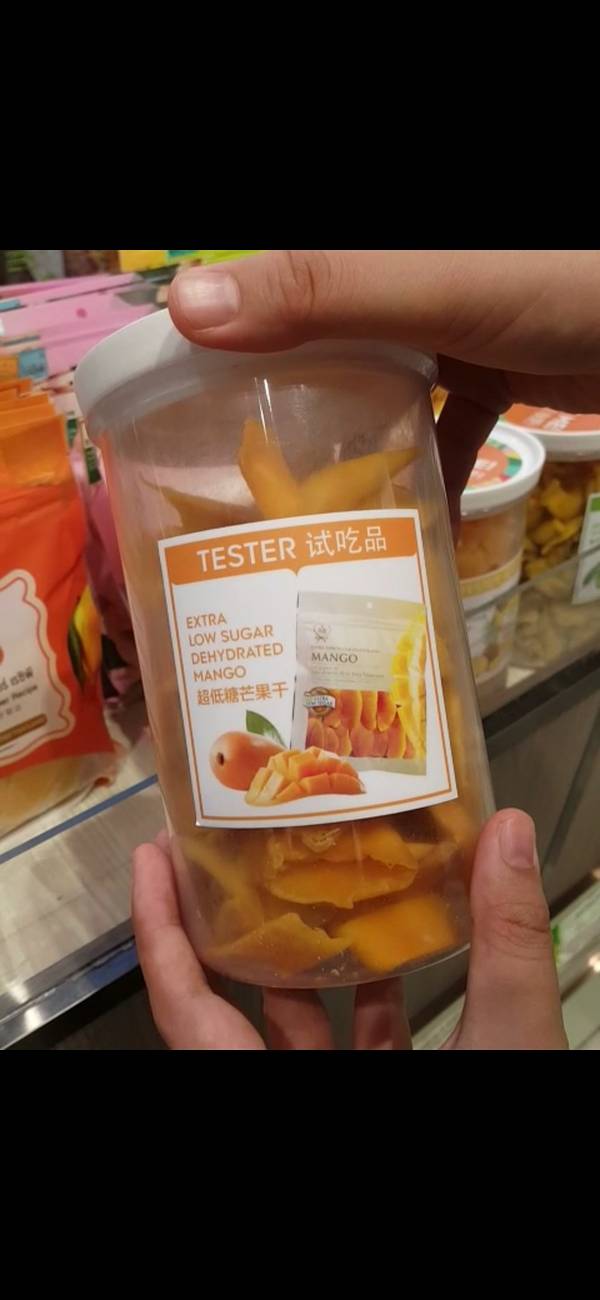 TESTER 试吃品
EXTRA
LOW SUGAR
DEHYDRATED
MANGO
超低糖芒果干
MANGO